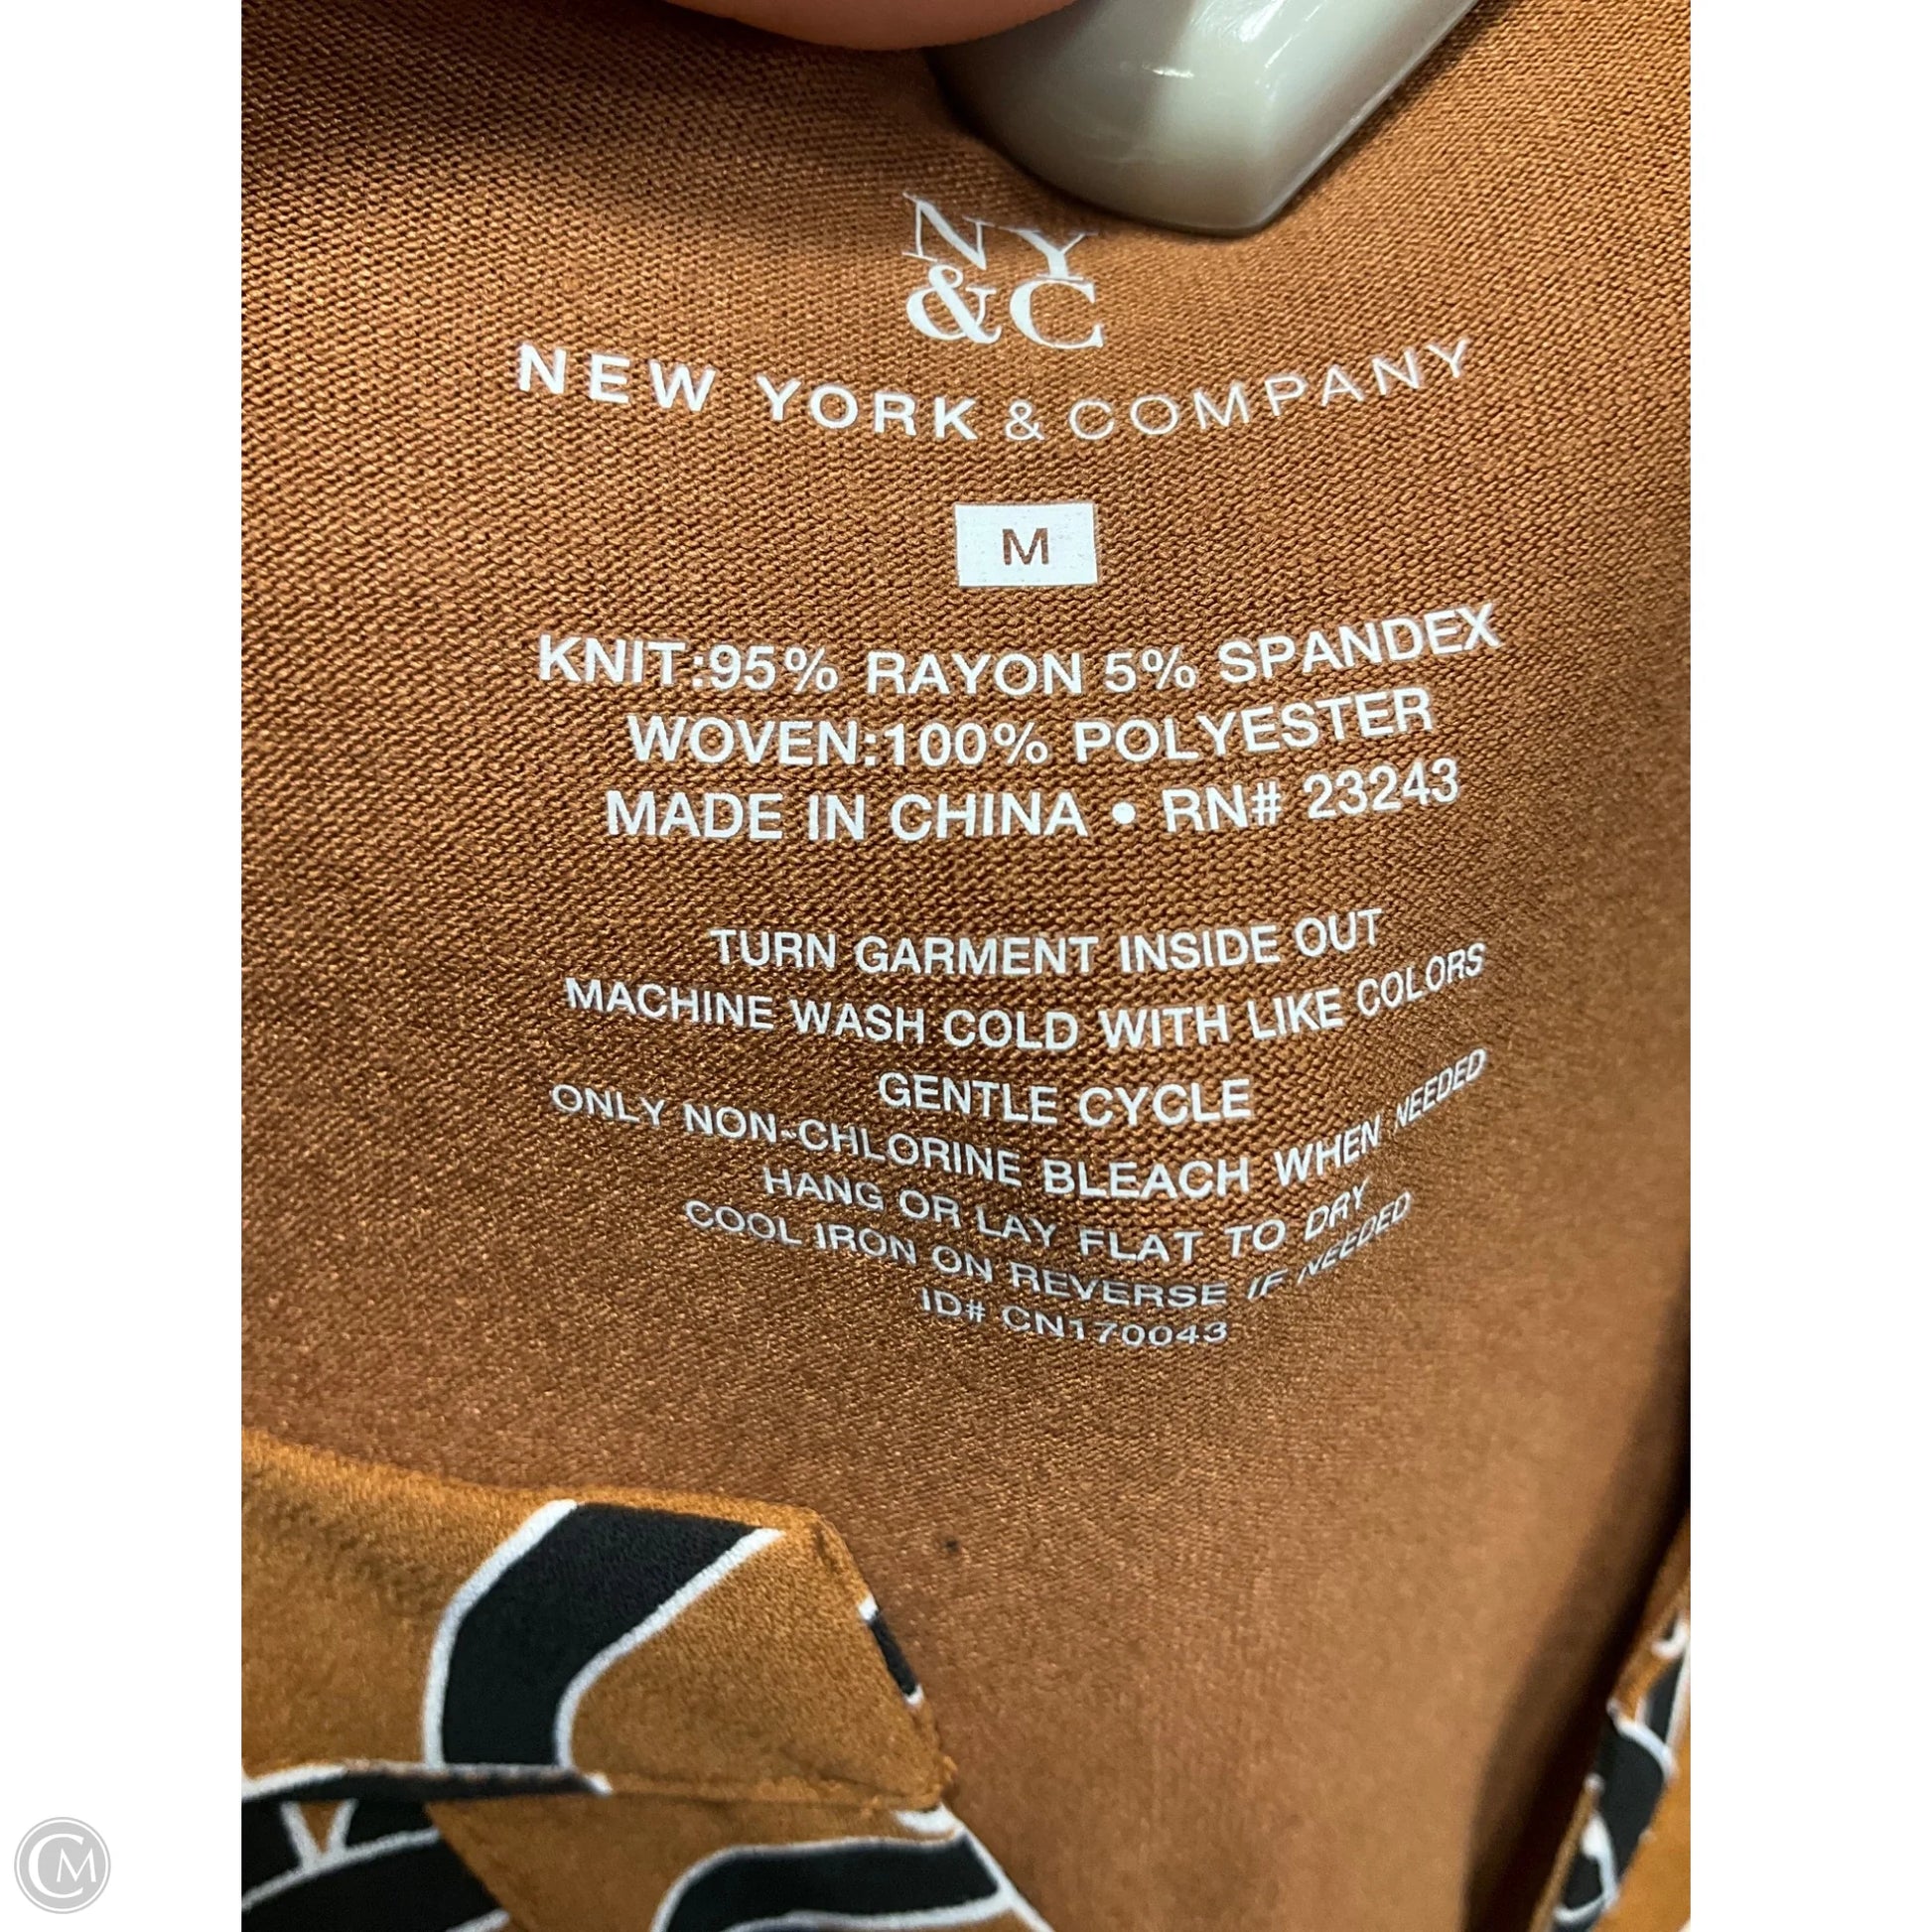 NY
&C
NEW YORK & COMPANY
M
KNIT:95% RAYON 5% SPANDEX
WOVEN:100% POLYESTER
MADE IN CHINA • RN# 23243
TURN GARMENT INSIDE OUT
MACHINE WASH COLD WITH LIKE COLORS
GENTLE CYCLE
ONLY NON-CHLORINE BLEACH WHEN NEEDED
HANG OR LAY FLAT TO DRY
COOL IRON ON REVERSE IF NEEDED
ID# CN170043
CM